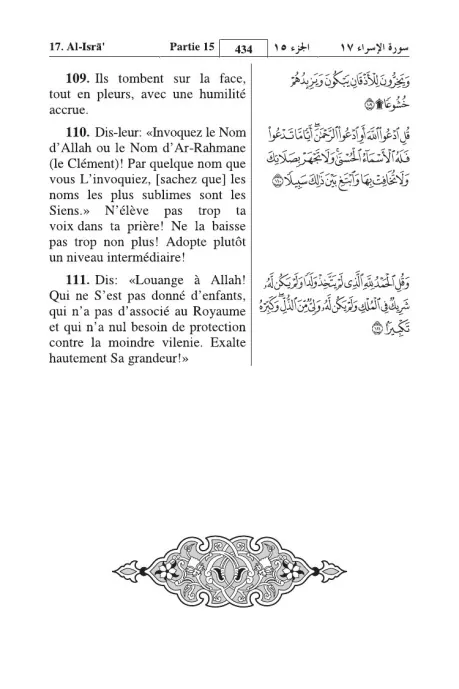 17. Al-Isrā' Partie 15 434 الجزء ١٥ سورة الإسراء ١٧
109. Ils tombent sur la face,
tout en pleurs, avec une humilité
accrue.
وَيَخِرُّونَ لِلْأَذْقَانِ يَبْكُونَ وَيَزِيدُهُمْ
خُشُوعًا ۩ ١٠٩
110. Dis-leur: «Invoquez le Nom
d'Allah ou le Nom d'Ar-Rahmane
(le Clément)! Par quelque nom que
vous L'invoquiez, [sachez que] les
noms les plus sublimes sont les
Siens.» N'élève pas trop ta
voix dans ta prière! Ne la baisse
pas trop non plus! Adopte plutôt
un niveau intermédiaire!
قُلِ ادْعُوا اللَّهَ أَوِ ادْعُوا الرَّحْمَٰنَ ۖ أَيًّا مَا تَدْعُوا
فَلَهُ الْأَسْمَاءُ الْحُسْنَىٰ ۚ وَلَا تَجْهَرْ بِصَلَاتِكَ
وَلَا تُخَافِتْ بِهَا وَابْتَغِ بَيْنَ ذَٰلِكَ سَبِيلًا ١١٠
111. Dis: «Louange à Allah!
Qui ne S'est pas donné d'enfants,
qui n'a pas d'associé au Royaume
et qui n'a nul besoin de protection
contre la moindre vilenie. Exalte
hautement Sa grandeur!»
وَقُلِ الْحَمْدُ لِلَّهِ الَّذِي لَمْ يَتَّخِذْ وَلَدًا وَلَمْ يَكُن لَّهُ
شَرِيكٌ فِي الْمُلْكِ وَلَمْ يَكُن لَّهُ وَلِيٌّ مِّنَ الذُّلِّ ۖ وَكَبِّرْهُ
تَكْبِيرًا ١١١